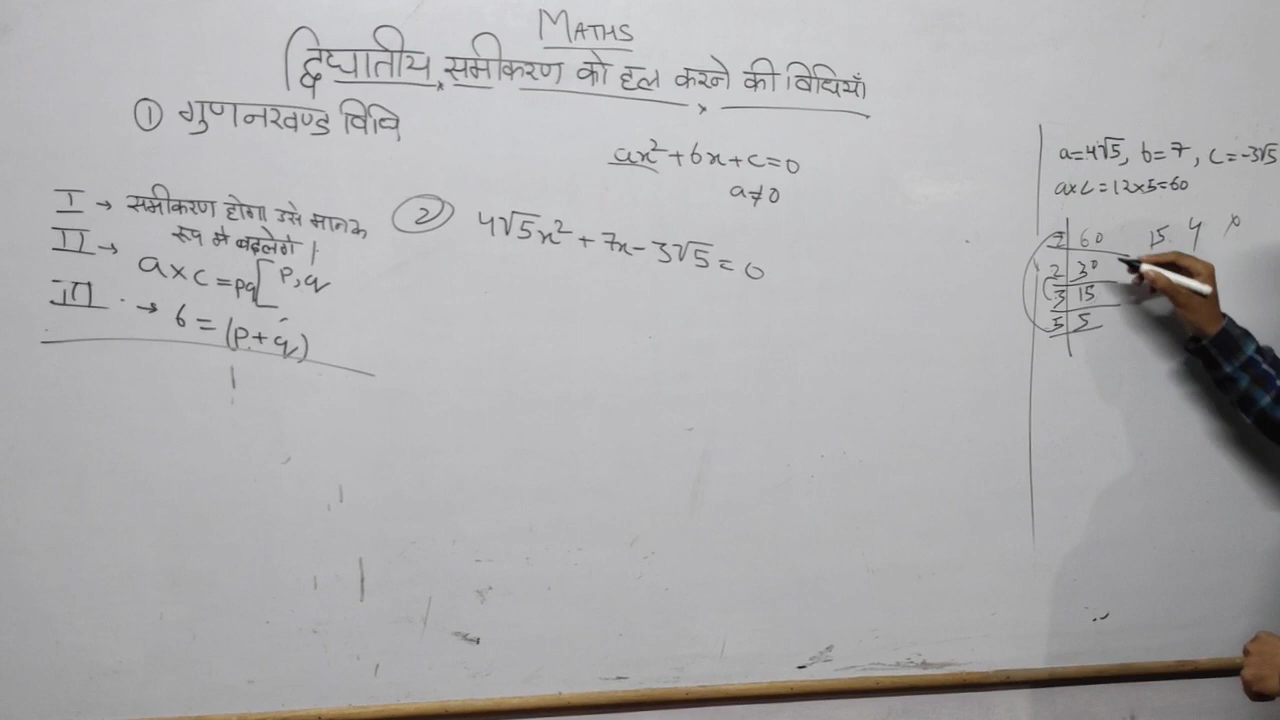 MATHS
द्विघातीय समीकरण को हल करने की विधियाँ
① गुणनखण्ड विधि
ax²+bx+c=0
a≠0
I → समीकरण होगा उसे मानक
रूप में बदलेगे।
II → a×c=pq[p,q
III → b=(p+q)
② 4√5x²+7x-3√5=0
a=4√5, b=7, c=-3√5
a×c=12×5=60
2|60 15 4 ×
2|30
3|15
5|5